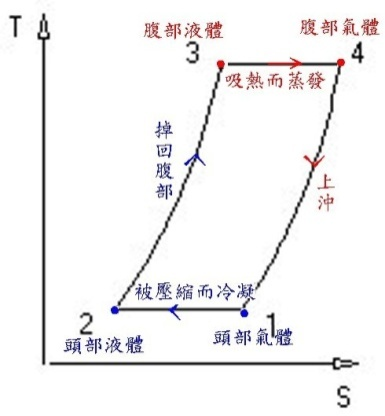 T
腹部液體
腹部氣體
3
4
吸熱而蒸發
掉回腹部
上沖
被壓縮而冷凝
2
1
頭部液體
頭部氣體
S